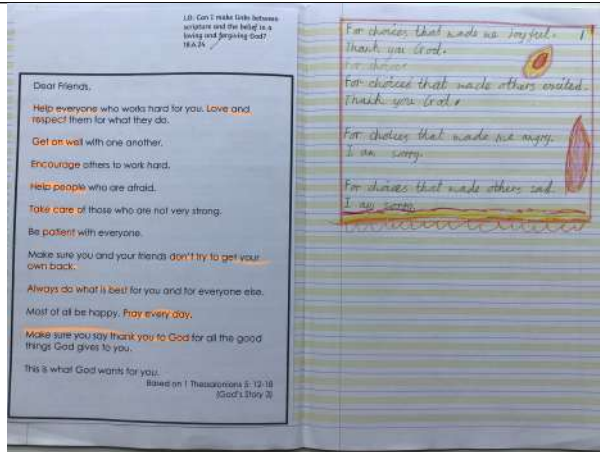 L.O: Can I make links between
scripture and the belief in a
loving and forgiving God?
18.6.24
Dear Friends,
Help everyone who works hard for you. Love and
respect them for what they do.
Get on well with one another.
Encourage others to work hard.
Help people who are afraid.
Take care of those who are not very strong.
Be patient with everyone.
Make sure you and your friends don't try to get your
own back.
Always do what is best for you and for everyone else.
Most of all be happy. Pray every day.
Make sure you say thank you to God for all the good
things God gives to you.
This is what God wants for you.
Based on 1 Thessalonians 5: 12-18
(God's Story 3)
For choices that made me joyful.
Thank you God.
For choices
For choices that made others excited.
Thank you God.
For choices that made me angry.
I am sorry.
For choices that made others sad.
I am sorry.